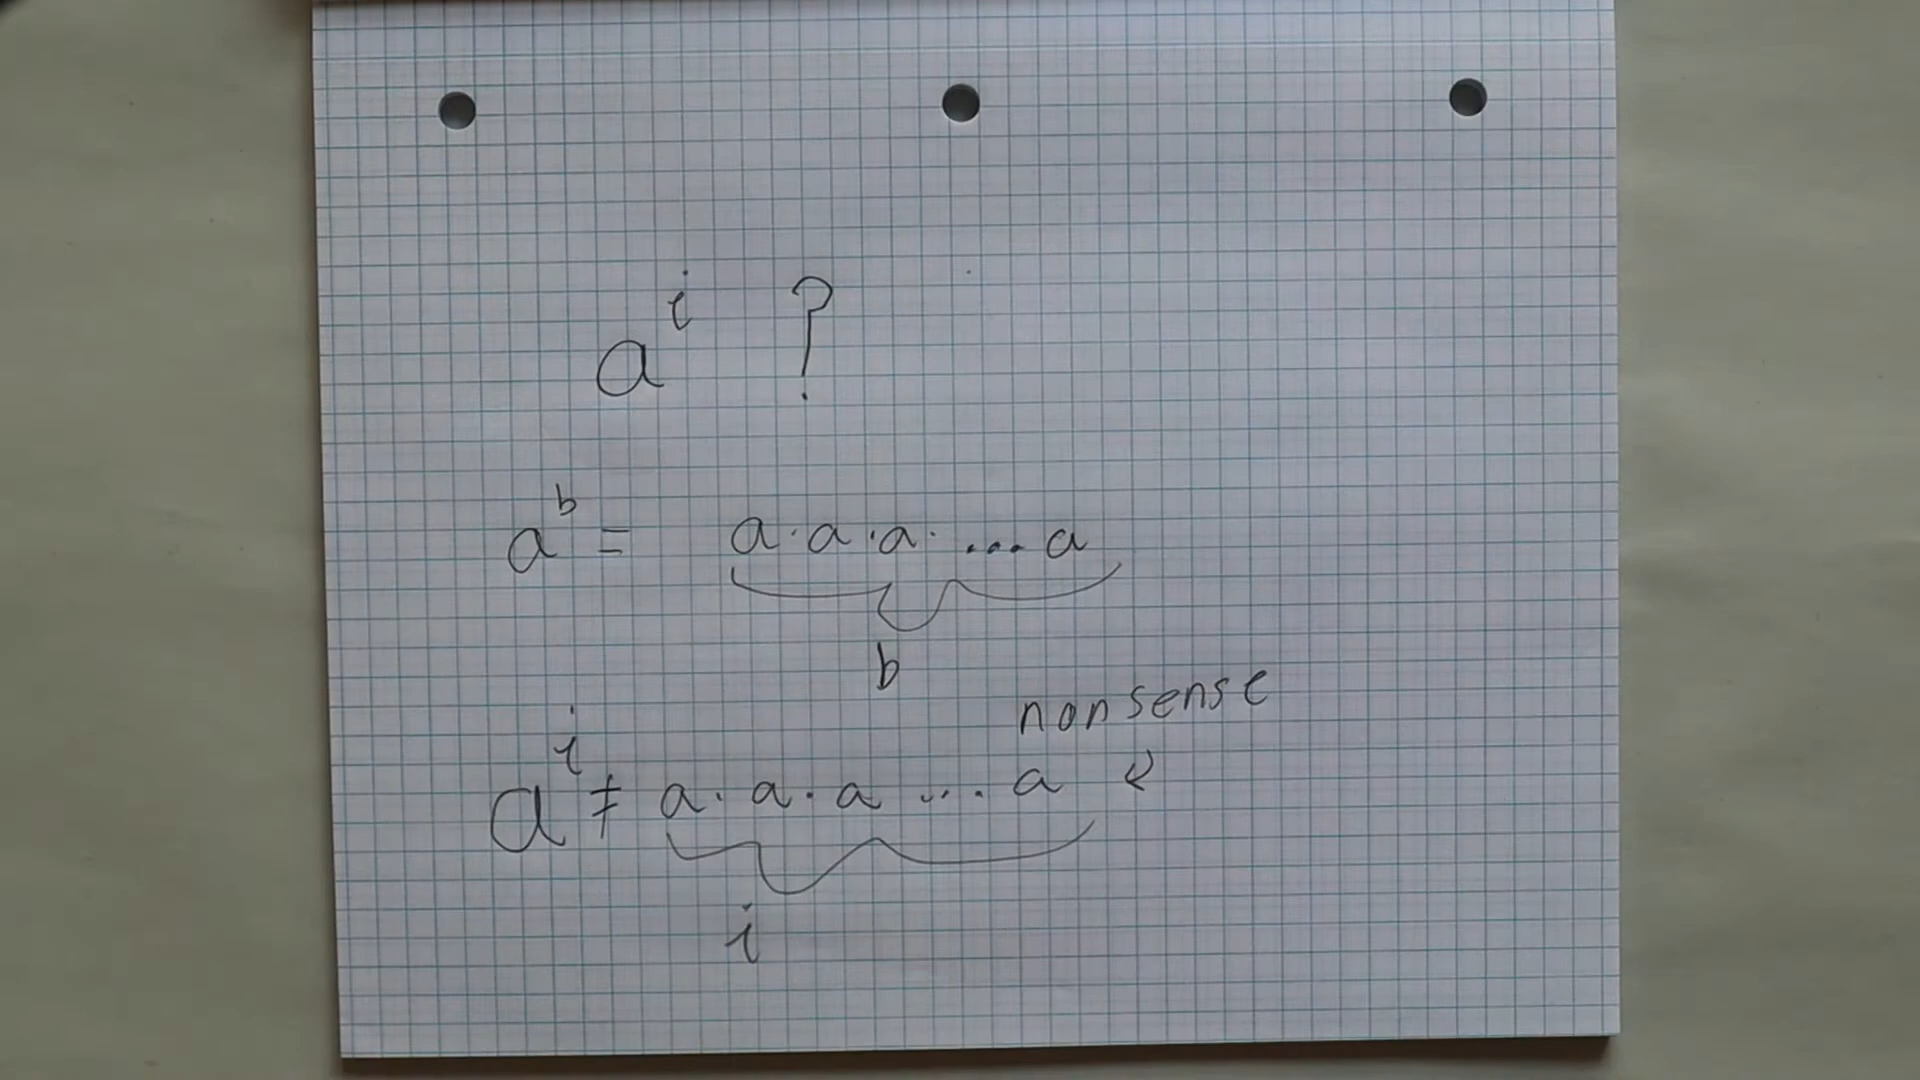 a^i ?
a^b = a·a·a· ... a
b
nonsense
a^i ≠ a·a·a ... a ↙
i